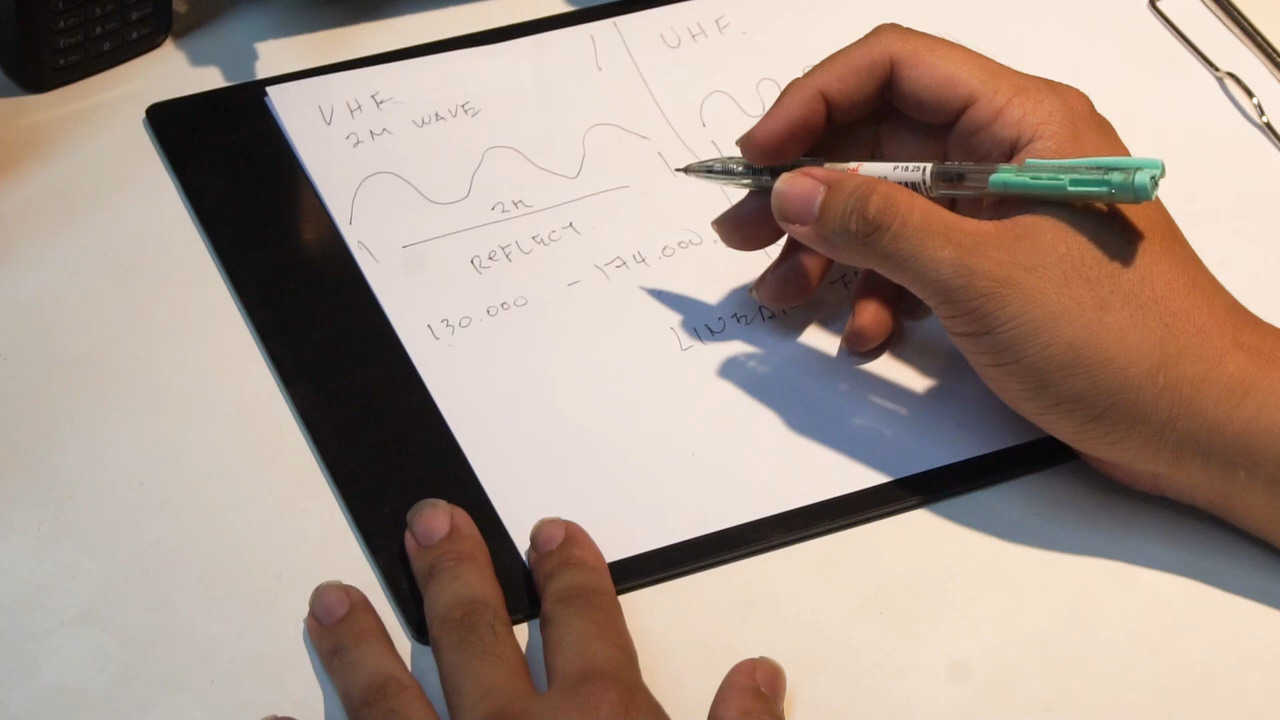 VHF.
2M WAVE
2M
REFLECT
130.000 - 174.000.
UHF.
P18.25